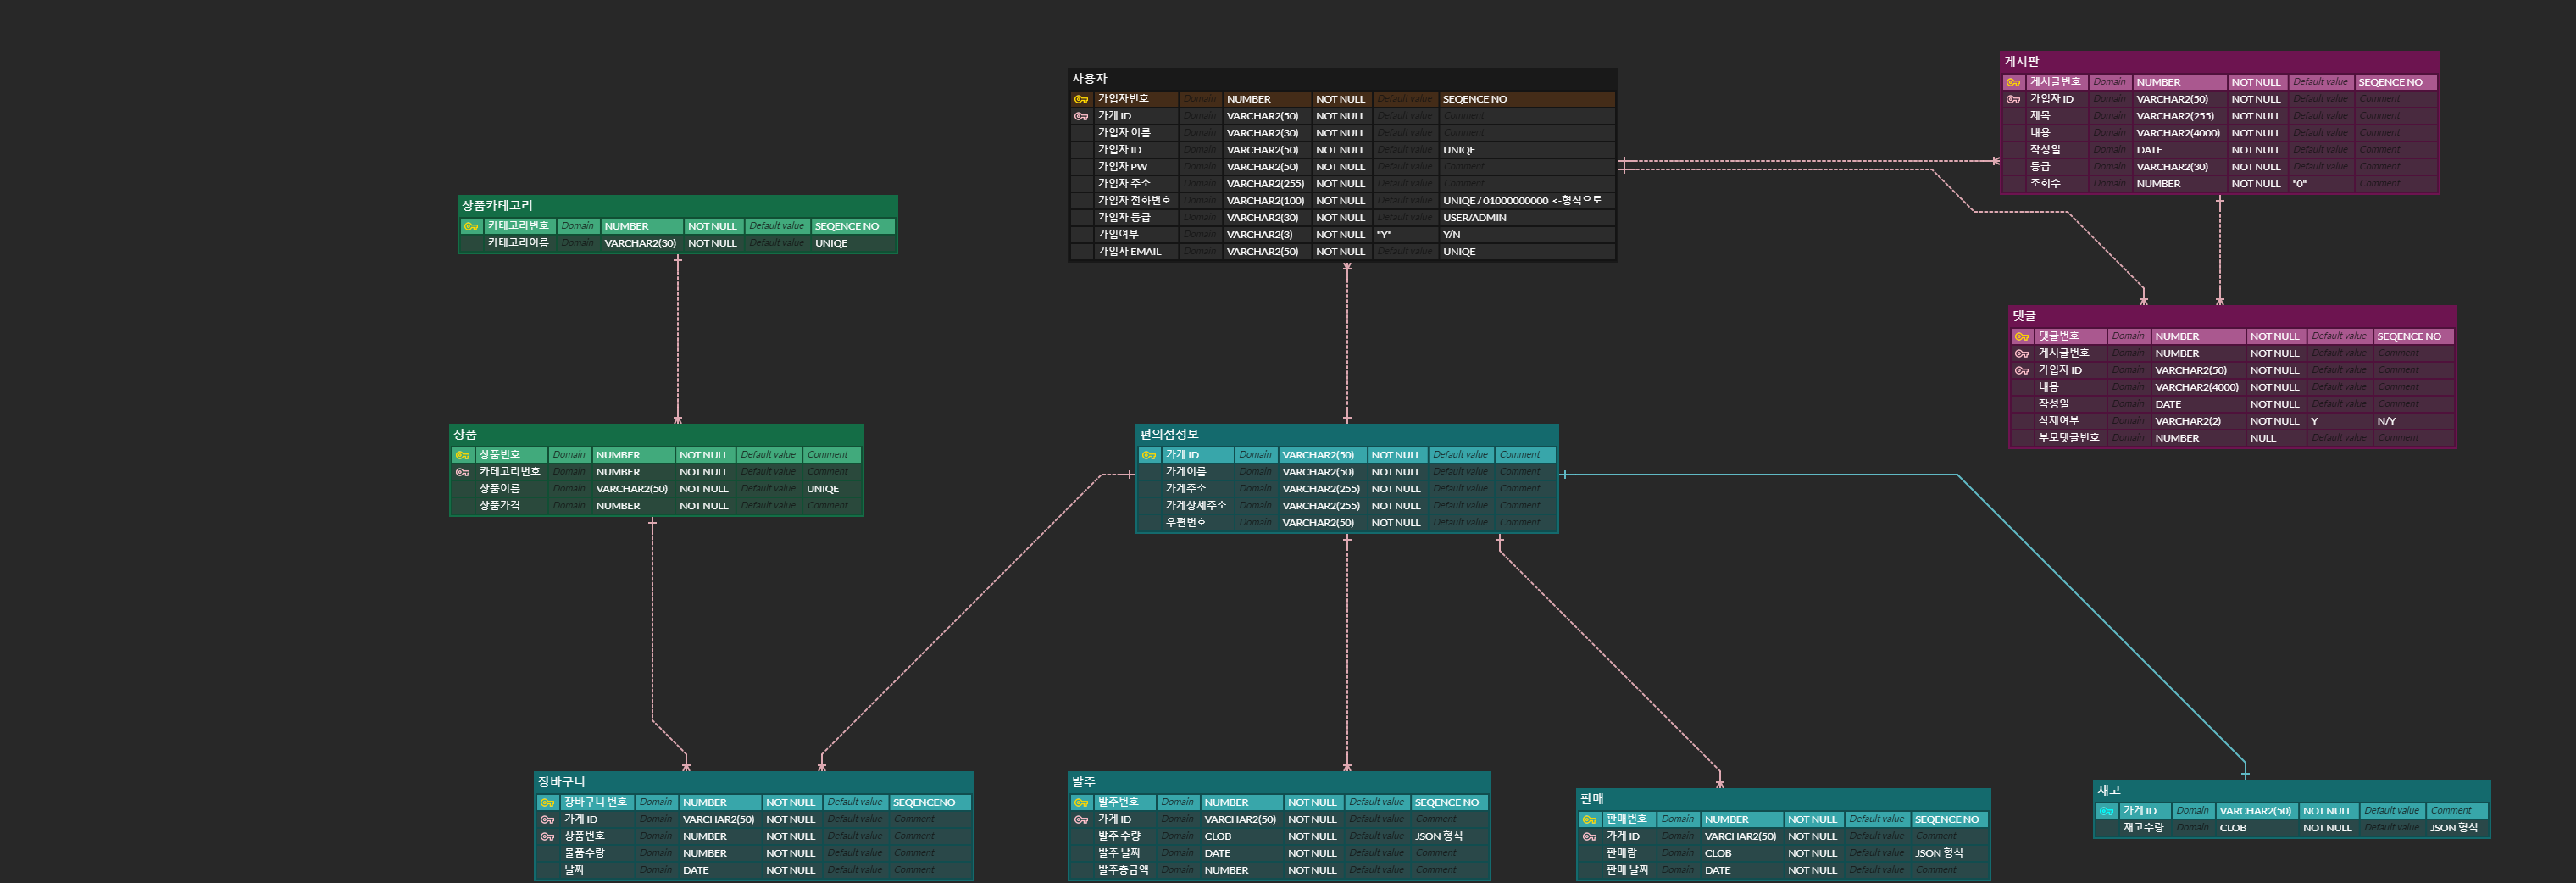 사용자
가입자번호 Domain NUMBER NOT NULL Default value SEQENCE NO
가게 ID Domain VARCHAR2(50) NOT NULL Default value Comment
가입자 이름 Domain VARCHAR2(30) NOT NULL Default value Comment
가입자 ID Domain VARCHAR2(50) NOT NULL Default value UNIQE
가입자 PW Domain VARCHAR2(50) NOT NULL Default value Comment
가입자 주소 Domain VARCHAR2(255) NOT NULL Default value Comment
가입자 전화번호 Domain VARCHAR2(100) NOT NULL Default value UNIQE / 01000000000 <-형식으로
가입자 등급 Domain VARCHAR2(30) NOT NULL Default value USER/ADMIN
가입여부 Domain VARCHAR2(3) NOT NULL "Y" Y/N
가입자 EMAIL Domain VARCHAR2(50) NOT NULL Default value UNIQE
게시판
게시글번호 Domain NUMBER NOT NULL Default value SEQENCE NO
가입자 ID Domain VARCHAR2(50) NOT NULL Default value Comment
제목 Domain VARCHAR2(255) NOT NULL Default value Comment
내용 Domain VARCHAR2(4000) NOT NULL Default value Comment
작성일 Domain DATE NOT NULL Default value Comment
등급 Domain VARCHAR2(30) NOT NULL Default value Comment
조회수 Domain NUMBER NOT NULL "0" Comment
상품카테고리
카테고리번호 Domain NUMBER NOT NULL Default value SEQENCE NO
카테고리이름 Domain VARCHAR2(30) NOT NULL Default value UNIQE
댓글
댓글번호 Domain NUMBER NOT NULL Default value SEQENCE NO
게시글번호 Domain NUMBER NOT NULL Default value Comment
가입자 ID Domain VARCHAR2(50) NOT NULL Default value Comment
내용 Domain VARCHAR2(4000) NOT NULL Default value Comment
작성일 Domain DATE NOT NULL Default value Comment
삭제여부 Domain VARCHAR2(2) NOT NULL Y N/Y
부모댓글번호 Domain NUMBER NULL Default value Comment
상품
상품번호 Domain NUMBER NOT NULL Default value Comment
카테고리번호 Domain NUMBER NOT NULL Default value Comment
상품이름 Domain VARCHAR2(50) NOT NULL Default value UNIQE
상품가격 Domain NUMBER NOT NULL Default value Comment
편의점정보
가게 ID Domain VARCHAR2(50) NOT NULL Default value Comment
가게이름 Domain VARCHAR2(50) NOT NULL Default value Comment
가게주소 Domain VARCHAR2(255) NOT NULL Default value Comment
가게상세주소 Domain VARCHAR2(255) NOT NULL Default value Comment
우편번호 Domain VARCHAR2(50) NOT NULL Default value Comment
장바구니
장바구니 번호 Domain NUMBER NOT NULL Default value SEQENCENO
가게 ID Domain VARCHAR2(50) NOT NULL Default value Comment
상품번호 Domain NUMBER NOT NULL Default value Comment
물품수량 Domain NUMBER NOT NULL Default value Comment
날짜 Domain DATE NOT NULL Default value Comment
발주
발주번호 Domain NUMBER NOT NULL Default value SEQENCE NO
가게 ID Domain VARCHAR2(50) NOT NULL Default value Comment
발주 수량 Domain CLOB NOT NULL Default value JSON 형식
발주 날짜 Domain DATE NOT NULL Default value Comment
발주총금액 Domain NUMBER NOT NULL Default value Comment
판매
판매번호 Domain NUMBER NOT NULL Default value SEQENCE NO
가게 ID Domain VARCHAR2(50) NOT NULL Default value Comment
판매량 Domain CLOB NOT NULL Default value JSON 형식
판매 날짜 Domain DATE NOT NULL Default value Comment
재고
가게 ID Domain VARCHAR2(50) NOT NULL Default value Comment
재고수량 Domain CLOB NOT NULL Default value JSON 형식